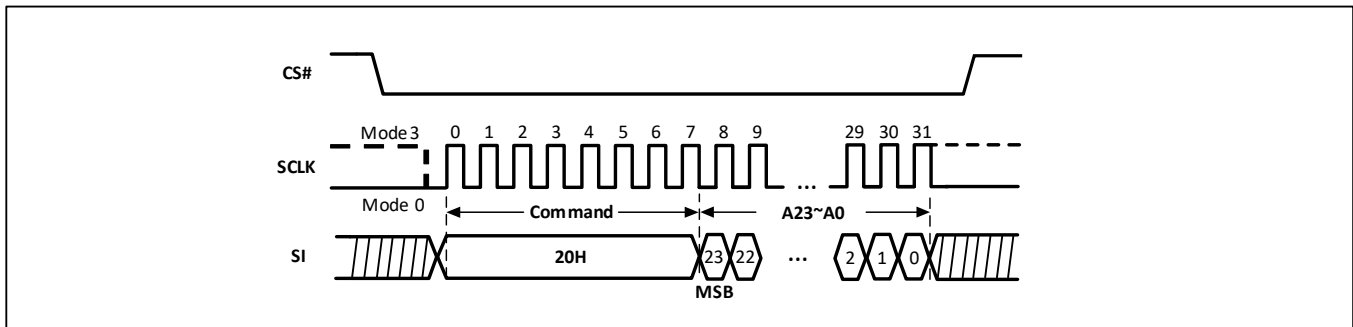 CS#
Mode 3 0 1 2 3 4 5 6 7 8 9 29 30 31
SCLK
...
Mode 0
Command A23~A0
SI 20H 23 22 ... 2 1 0
MSB